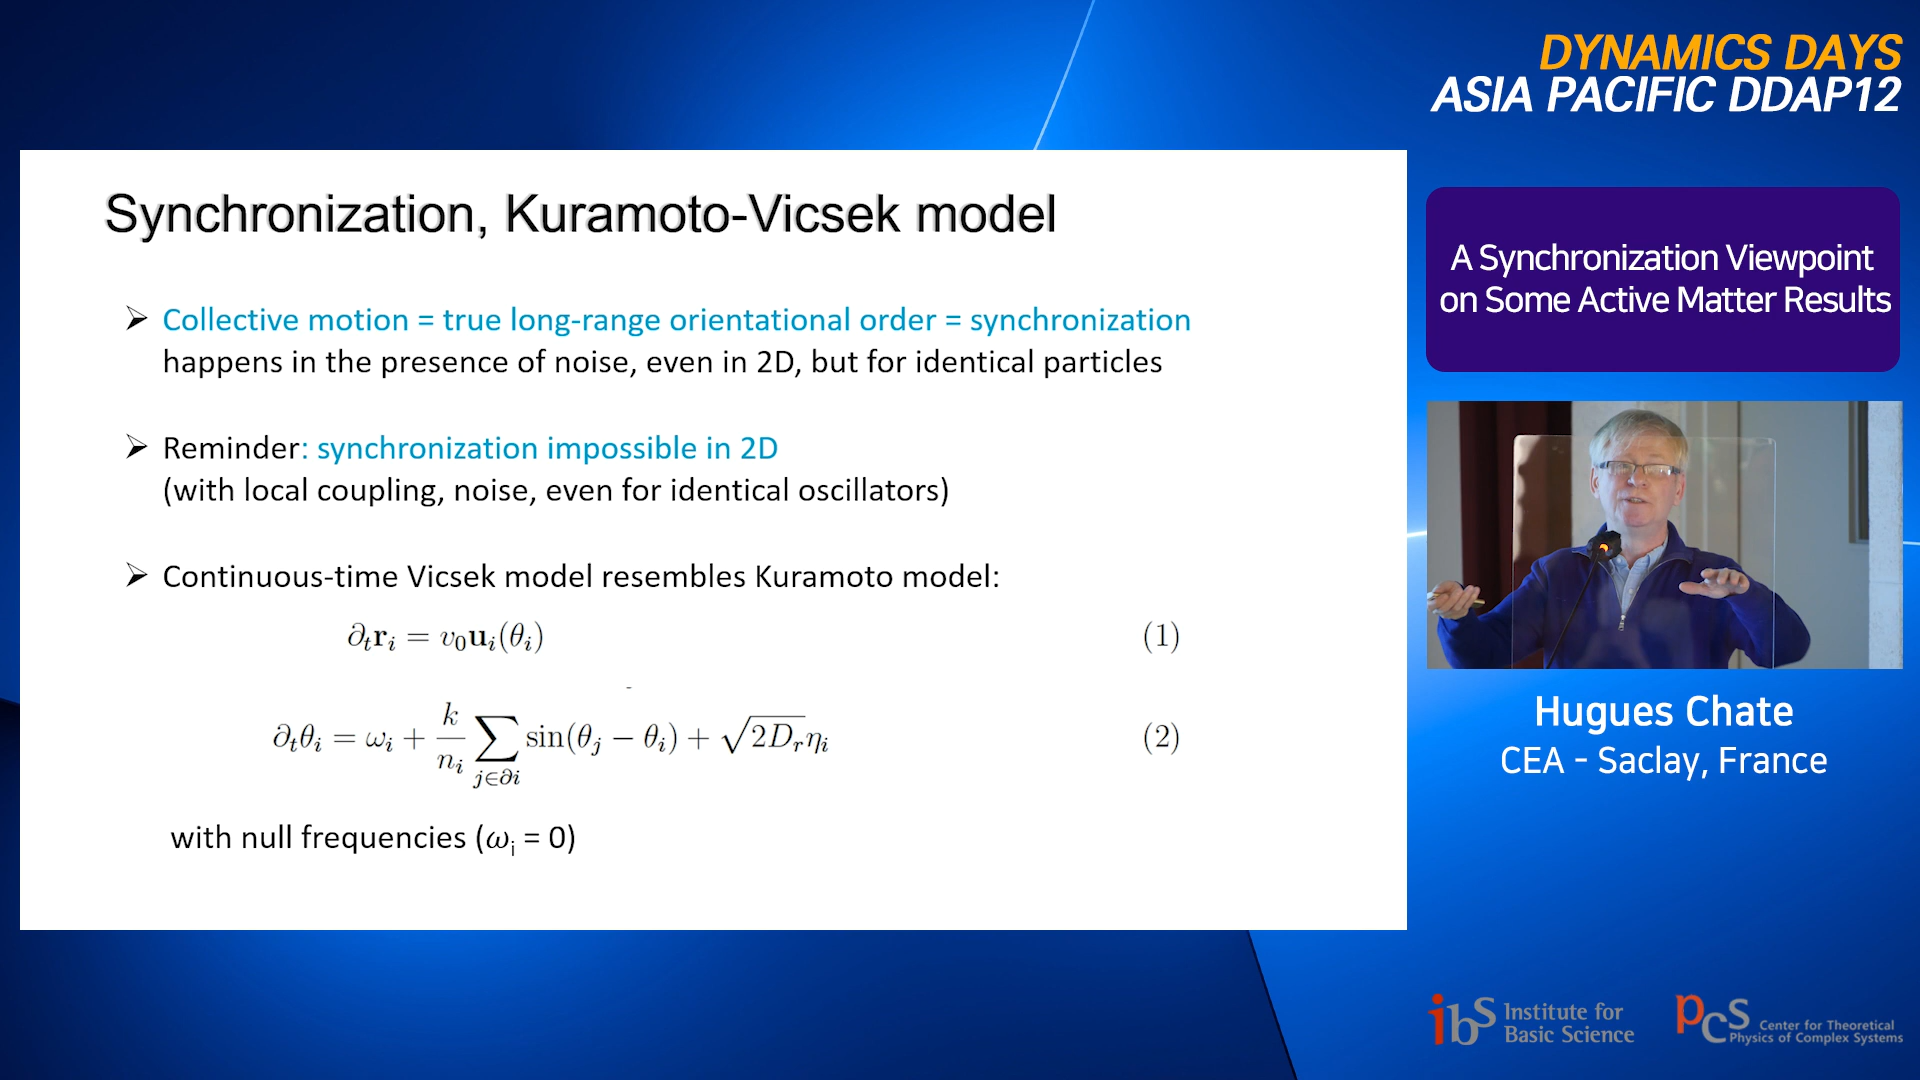 DYNAMICS DAYS
ASIA PACIFIC DDAP12
Synchronization, Kuramoto-Vicsek model
➢ Collective motion = true long-range orientational order = synchronization
happens in the presence of noise, even in 2D, but for identical particles
➢ Reminder: synchronization impossible in 2D
(with local coupling, noise, even for identical oscillators)
➢ Continuous-time Vicsek model resembles Kuramoto model:
∂ₜ𝐫ᵢ = v₀𝐮ᵢ(θᵢ) (1)
∂ₜθᵢ = ωᵢ + k/nᵢ ∑_{j∈∂i} sin(θⱼ − θᵢ) + √(2Dᵣ)ηᵢ (2)
with null frequencies (ωᵢ = 0)
A Synchronization Viewpoint
on Some Active Matter Results
Hugues Chate
CEA - Saclay, France
ibS Institute for
Basic Science
PCS Center for Theoretical
Physics of Complex Systems